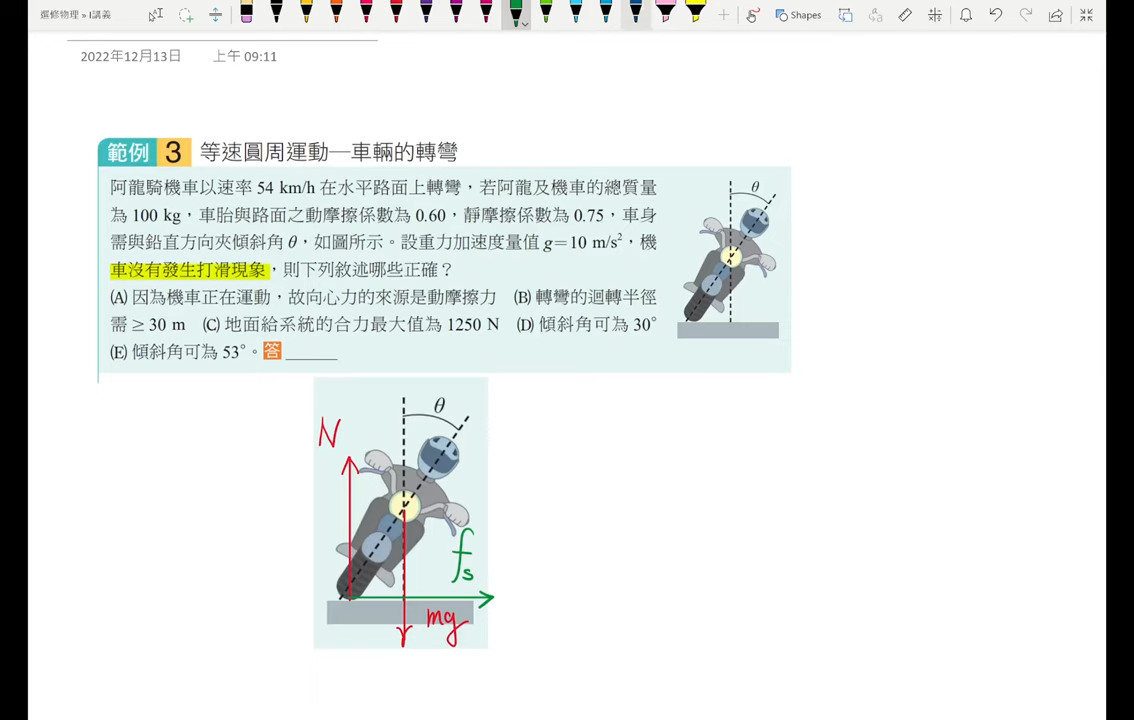 選修物理 » I講義
Shapes
2022年12月13日 上午 09:11
範例 3 等速圓周運動—車輛的轉彎
阿龍騎機車以速率 54 km/h 在水平路面上轉彎，若阿龍及機車的總質量
為 100 kg，車胎與路面之動摩擦係數為 0.60，靜摩擦係數為 0.75，車身
需與鉛直方向夾傾斜角 θ，如圖所示。設重力加速度量值 g＝10 m/s²，機
車沒有發生打滑現象，則下列敘述哪些正確？
(A) 因為機車正在運動，故向心力的來源是動摩擦力 (B) 轉彎的迴轉半徑
需 ≥ 30 m (C) 地面給系統的合力最大值為 1250 N (D) 傾斜角可為 30°
(E) 傾斜角可為 53°。答 ______
θ
θ
N
fs
mg